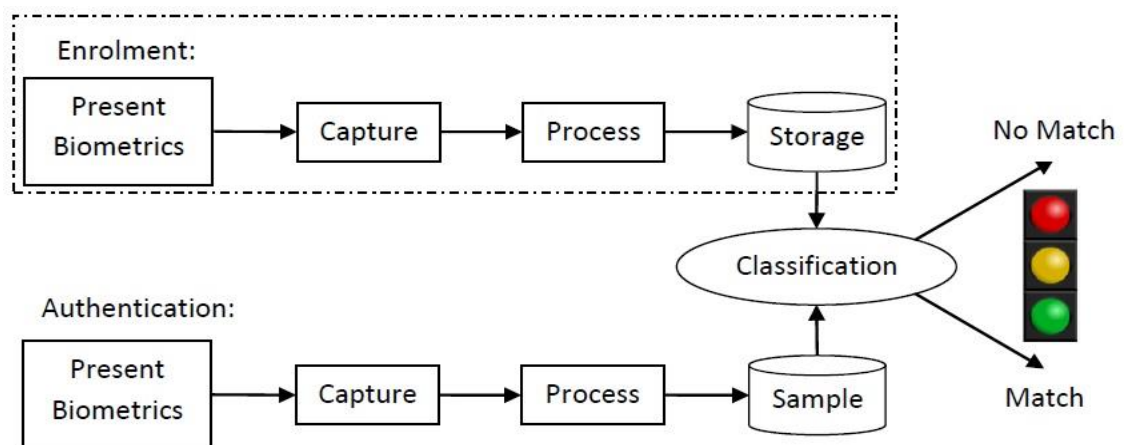 Enrolment:
Present
Biometrics
Capture
Process
Storage
No Match
Classification
Authentication:
Present
Biometrics
Capture
Process
Sample
Match